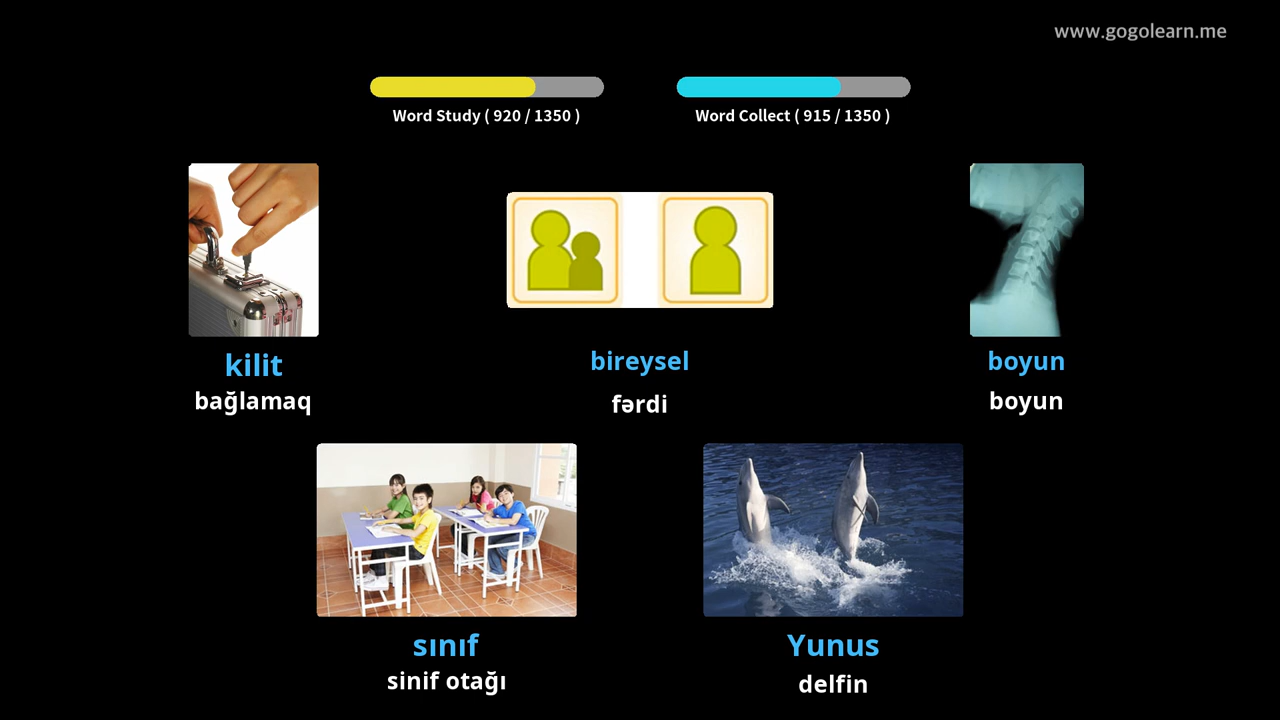 www.gogolearn.me
Word Study ( 920 / 1350 )
Word Collect ( 915 / 1350 )
kilit
bağlamaq
bireysel
fərdi
boyun
boyun
sınıf
sinif otağı
Yunus
delfin